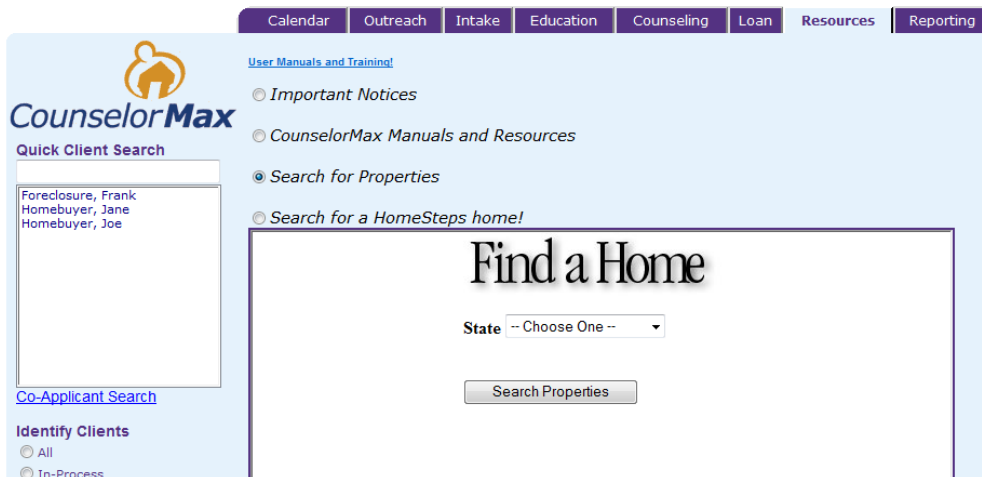 Calendar Outreach Intake Education Counseling Loan Resources Reporting
CounselorMax
Quick Client Search
Foreclosure, Frank
Homebuyer, Jane
Homebuyer, Joe
Co-Applicant Search
Identify Clients
All
In-Process
User Manuals and Training!
Important Notices
CounselorMax Manuals and Resources
Search for Properties
Search for a HomeSteps home!
Find a Home
State -- Choose One --
Search Properties